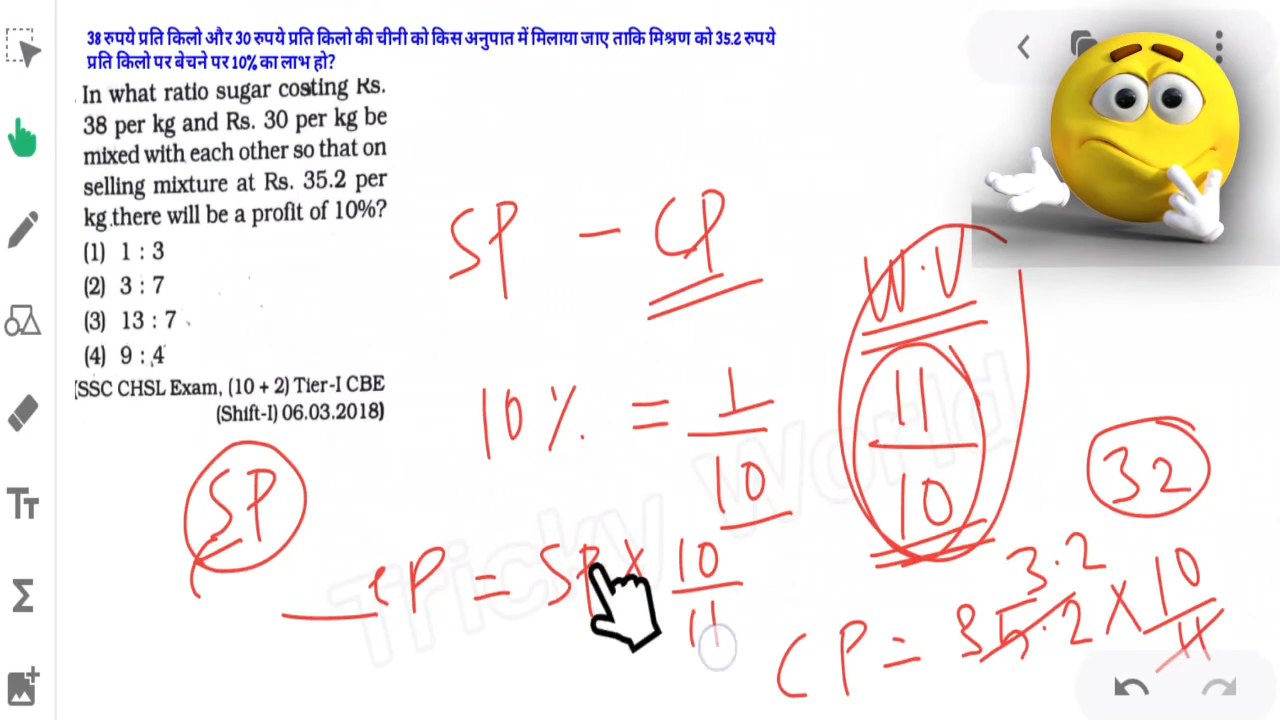 38 रुपये प्रति किलो और 30 रुपये प्रति किलो की चीनी को किस अनुपात में मिलाया जाए ताकि मिश्रण को 35.2 रुपये
प्रति किलो पर बेचने पर 10% का लाभ हो?
In what ratio sugar costing Rs.
38 per kg and Rs. 30 per kg be
mixed with each other so that on
selling mixture at Rs. 35.2 per
kg there will be a profit of 10%?
(1) 1 : 3
(2) 3 : 7
(3) 13 : 7
(4) 9 : 4
[SSC CHSL Exam, (10 + 2) Tier-I CBE
(Shift-I) 06.03.2018)
SP - CP
W.V
10% = 1/10
11/10
32
SP
CP = SP x 10/11
3.2
CP = 35.2 x 10/11
Tricky World
Tт
Σ